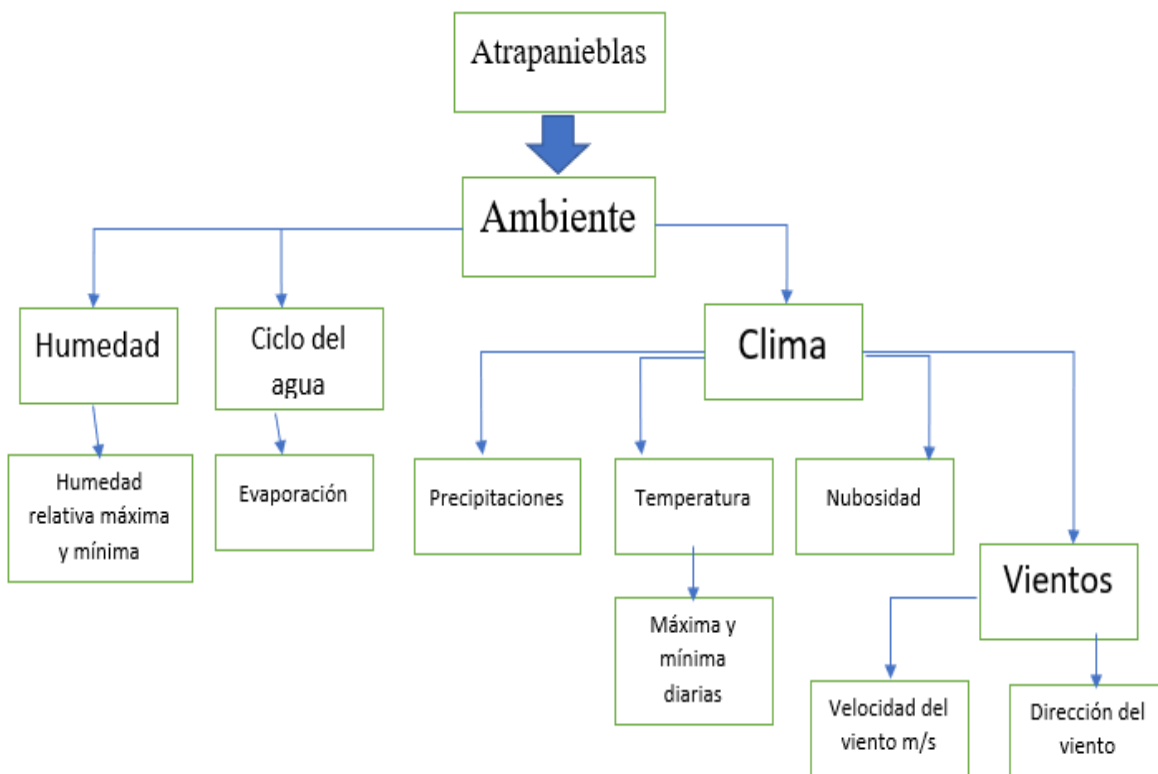 Atrapanieblas
Ambiente
Humedad
Ciclo del
agua
Clima
Humedad
relativa máxima
y mínima
Evaporación
Precipitaciones
Temperatura
Nubosidad
Vientos
Máxima y
mínima
diarias
Velocidad del
viento m/s
Dirección del
viento